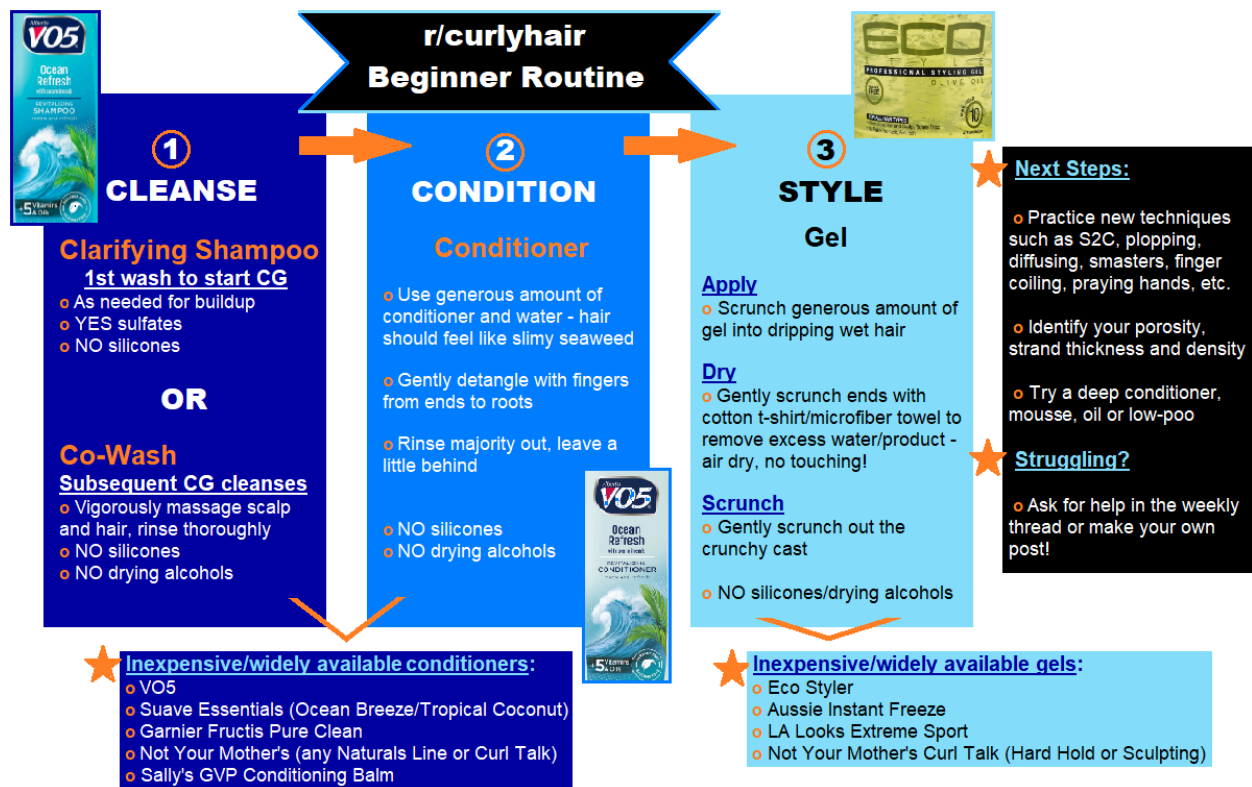 r/curlyhair
Beginner Routine
Alberto
VO5
Ocean
Refresh
REVITALISING
SHAMPOO
+5 Vitamins
& Oils
1
CLEANSE
Clarifying Shampoo
1st wash to start CG
o As needed for buildup
o YES sulfates
o NO silicones
OR
Co-Wash
Subsequent CG cleanses
o Vigorously massage scalp
and hair, rinse thoroughly
o NO silicones
o NO drying alcohols
2
CONDITION
Conditioner
o Use generous amount of
conditioner and water - hair
should feel like slimy seaweed
o Gently detangle with fingers
from ends to roots
o Rinse majority out, leave a
little behind
o NO silicones
o NO drying alcohols
Alberto
VO5
Ocean
Refresh
CONDITIONER
+5 Vitamins
& Oils
ECO
STYLE
PROFESSIONAL STYLING GEL
OLIVE OIL
10
3
STYLE
Gel
Apply
o Scrunch generous amount of
gel into dripping wet hair
Dry
o Gently scrunch ends with
cotton t-shirt/microfiber towel to
remove excess water/product -
air dry, no touching!
Scrunch
o Gently scrunch out the
crunchy cast
o NO silicones/drying alcohols
Next Steps:
o Practice new techniques
such as S2C, plopping,
diffusing, smasters, finger
coiling, praying hands, etc.
o Identify your porosity,
strand thickness and density
o Try a deep conditioner,
mousse, oil or low-poo
Struggling?
o Ask for help in the weekly
thread or make your own
post!
Inexpensive/widely available conditioners:
o VO5
o Suave Essentials (Ocean Breeze/Tropical Coconut)
o Garnier Fructis Pure Clean
o Not Your Mother's (any Naturals Line or Curl Talk)
o Sally's GVP Conditioning Balm
Inexpensive/widely available gels:
o Eco Styler
o Aussie Instant Freeze
o LA Looks Extreme Sport
o Not Your Mother's Curl Talk (Hard Hold or Sculpting)